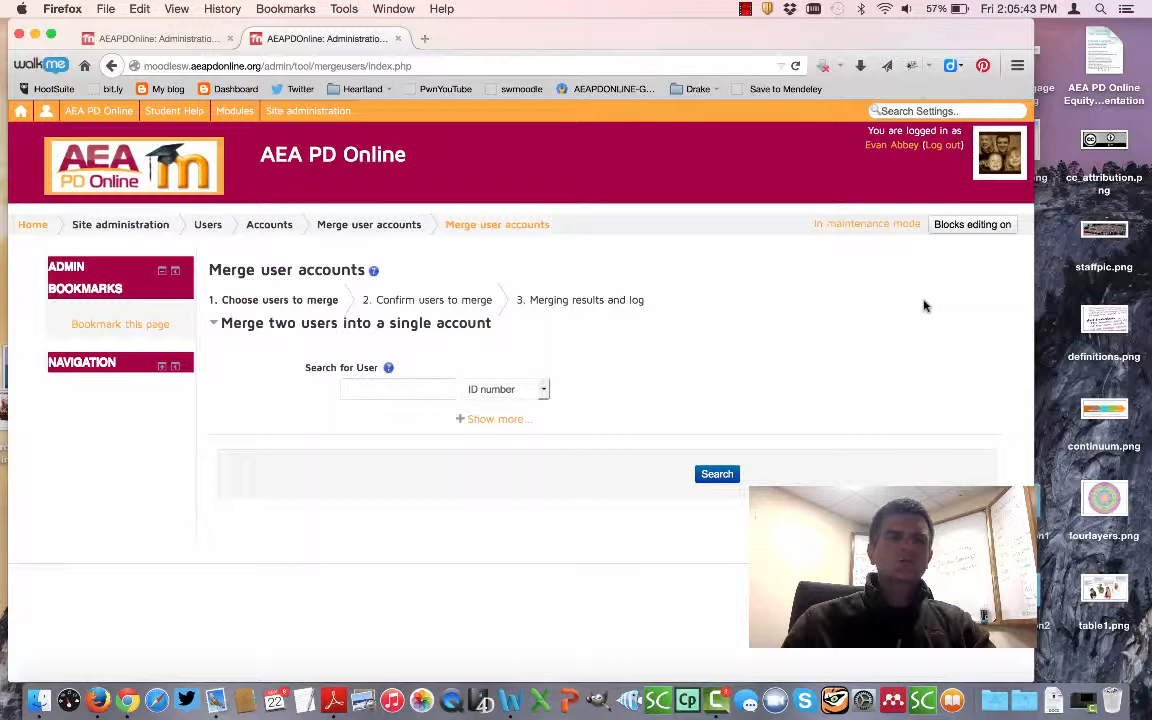 Firefox File Edit View History Bookmarks Tools Window Help 57% Fri 2:05:43 PM
AEAPDOnline: Administratio... AEAPDOnline: Administratio...
walkme moodlesw.aeapdonline.org/admin/tool/mergeusers/index.php
HootSuite bit.ly My blog Dashboard Twitter Heartland PwnYouTube swmoodle AEAPDONLINE-G... Drake Save to Mendeley
AEA PD Online Student Help Modules Site administration Search Settings..
AEA PD Online
AEA PD Online
You are logged in as
Evan Abbey (Log out)
Home Site administration Users Accounts Merge user accounts Merge user accounts In maintenance mode Blocks editing on
ADMIN
BOOKMARKS
Bookmark this page
NAVIGATION
Merge user accounts
1. Choose users to merge 2. Confirm users to merge 3. Merging results and log
Merge two users into a single account
Search for User
ID number
Show more...
Search
AEA PD Online
Equity...entation
cc_attribution.p
ng
staffpic.png
definitions.png
continuum.png
fourlayers.png
table1.png